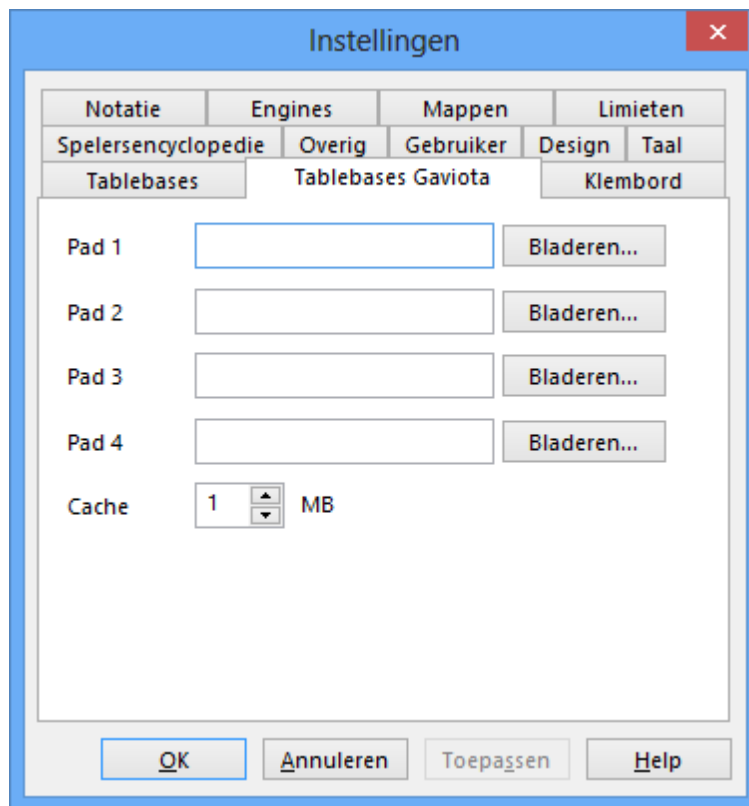 Instellingen
Notatie Engines Mappen Limieten
Spelersencyclopedie Overig Gebruiker Design Taal
Tablebases Tablebases Gaviota Klembord
Pad 1 Bladeren...
Pad 2 Bladeren...
Pad 3 Bladeren...
Pad 4 Bladeren...
Cache 1 MB
OK Annuleren Toepassen Help